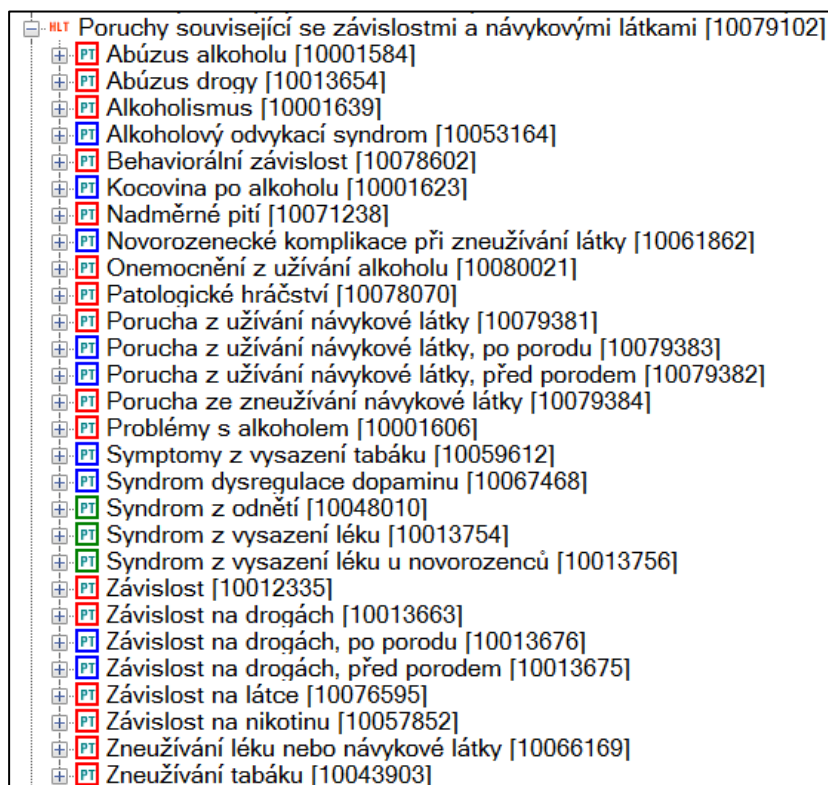 HLT Poruchy související se závislostmi a návykovými látkami [10079102]
PT Abúzus alkoholu [10001584]
PT Abúzus drogy [10013654]
PT Alkoholismus [10001639]
PT Alkoholový odvykací syndrom [10053164]
PT Behaviorální závislost [10078602]
PT Kocovina po alkoholu [10001623]
PT Nadměrné pití [10071238]
PT Novorozenecké komplikace při zneužívání látky [10061862]
PT Onemocnění z užívání alkoholu [10080021]
PT Patologické hráčství [10078070]
PT Porucha z užívání návykové látky [10079381]
PT Porucha z užívání návykové látky, po porodu [10079383]
PT Porucha z užívání návykové látky, před porodem [10079382]
PT Porucha ze zneužívání návykové látky [10079384]
PT Problémy s alkoholem [10001606]
PT Symptomy z vysazení tabáku [10059612]
PT Syndrom dysregulace dopaminu [10067468]
PT Syndrom z odnětí [10048010]
PT Syndrom z vysazení léku [10013754]
PT Syndrom z vysazení léku u novorozenců [10013756]
PT Závislost [10012335]
PT Závislost na drogách [10013663]
PT Závislost na drogách, po porodu [10013676]
PT Závislost na drogách, před porodem [10013675]
PT Závislost na látce [10076595]
PT Závislost na nikotinu [10057852]
PT Zneužívání léku nebo návykové látky [10066169]
PT Zneužívání tabáku [10043903]